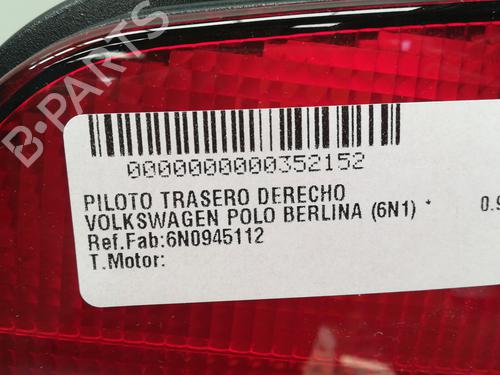 B-PARTS
0000000000352152
PILOTO TRASERO DERECHO
VOLKSWAGEN POLO BERLINA (6N1) *
Ref.Fab:6N0945112
T.Motor: